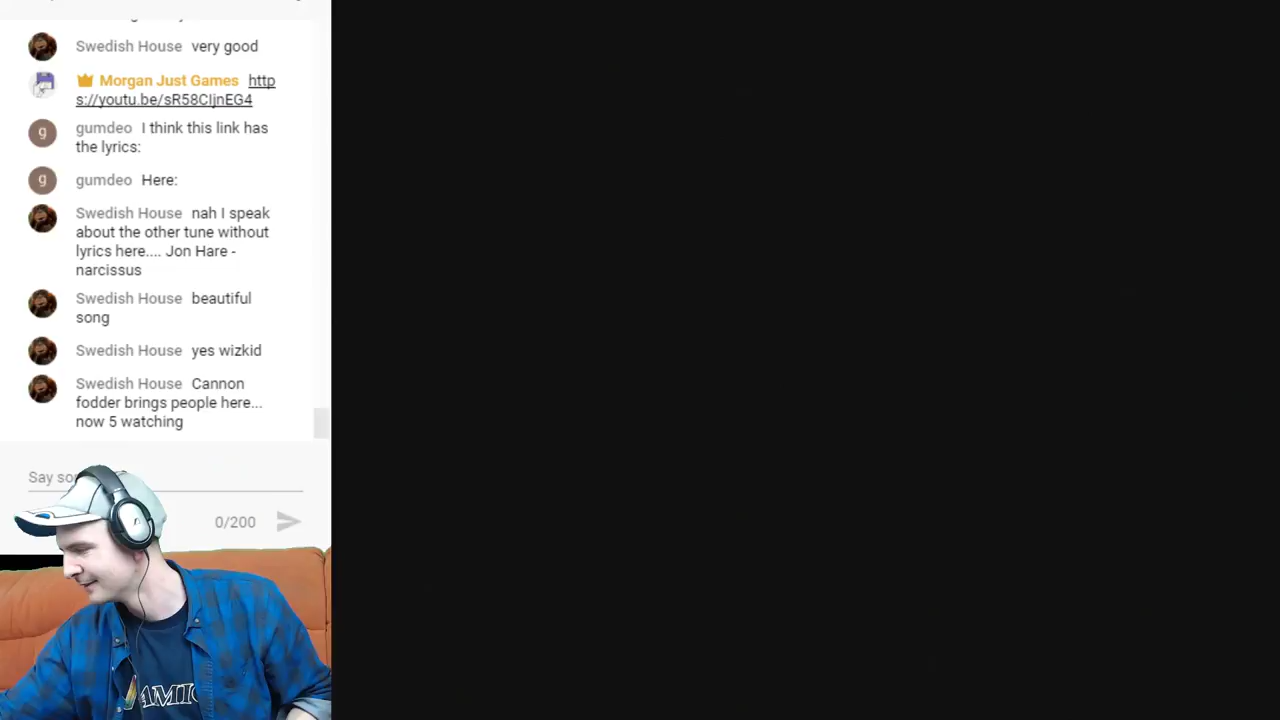 Swedish House very good
Morgan Just Games http
s://youtu.be/sR58CIjnEG4
gumdeo I think this link has
the lyrics:
gumdeo Here:
Swedish House nah I speak
about the other tune without
lyrics here.... Jon Hare -
narcissus
Swedish House beautiful
song
Swedish House yes wizkid
Swedish House Cannon
fodder brings people here...
now 5 watching
Say
0/200